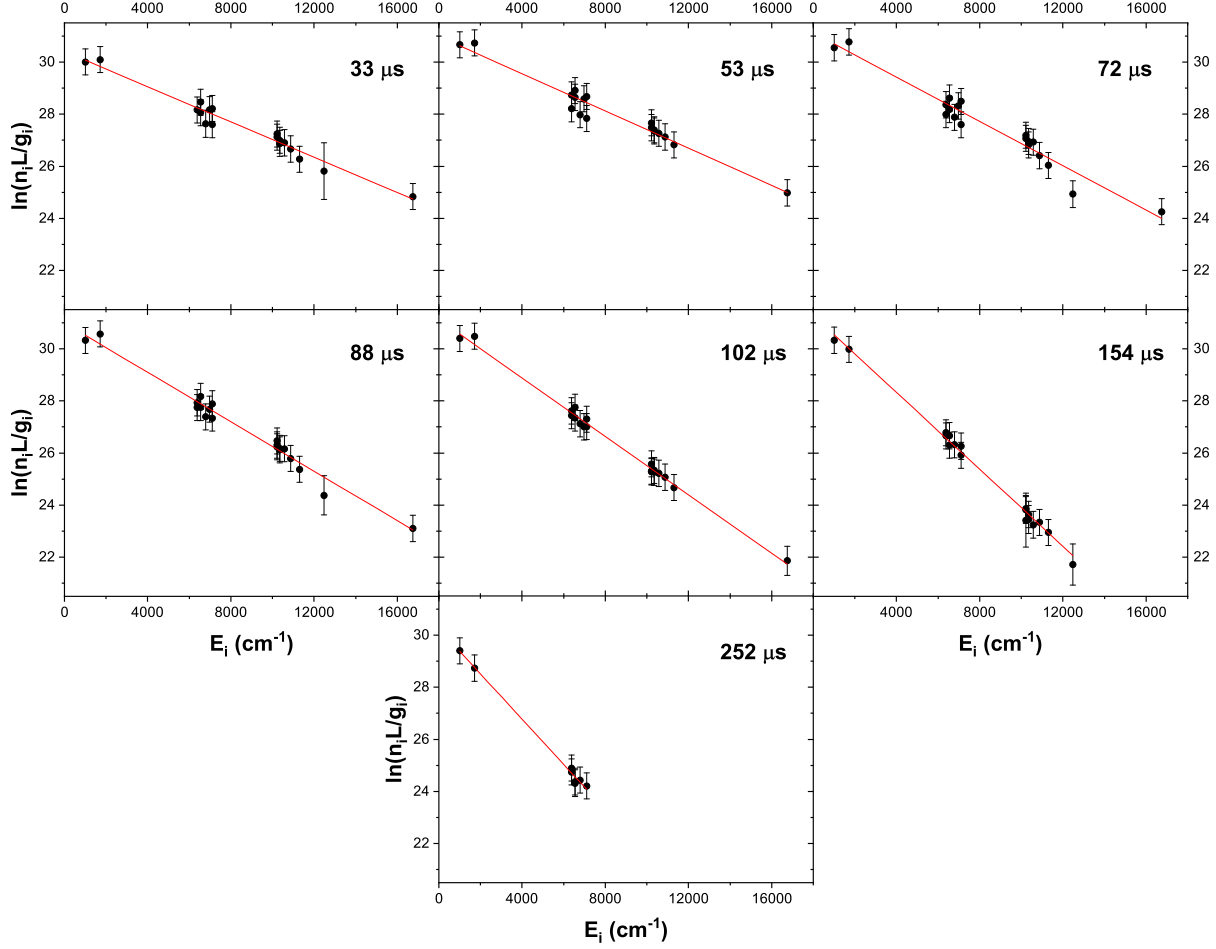 0 4000 8000 12000 16000 0 4000 8000 12000 16000 0 4000 8000 12000 16000
33 μs 53 μs 72 μs
30 30
28 28
26 26
24 24
22 22
ln(nᵢL/gᵢ)
88 μs 102 μs 154 μs
30 30
28 28
26 26
24 24
22 22
ln(nᵢL/gᵢ)
0 4000 8000 12000 16000 4000 8000 12000 16000
Eᵢ (cm⁻¹) Eᵢ (cm⁻¹)
252 μs
30
28
26
24
22
ln(nᵢL/gᵢ)
0 4000 8000 12000 16000
Eᵢ (cm⁻¹)